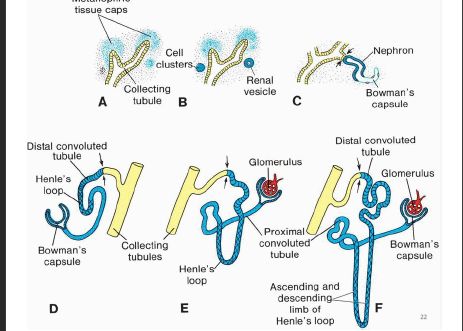 Metanephric
tissue caps
Cell
clusters
Nephron
Renal
vesicle
Bowman's
capsule
Collecting
tubule
A
B
C
Distal convoluted
tubule
Henle's
loop
Bowman's
capsule
Collecting
tubules
Glomerulus
Proximal
convoluted
tubule
Henle's
loop
Distal convoluted
tubule
Glomerulus
Bowman's
capsule
Ascending and
descending
limb of
Henle's loop
D
E
F
22